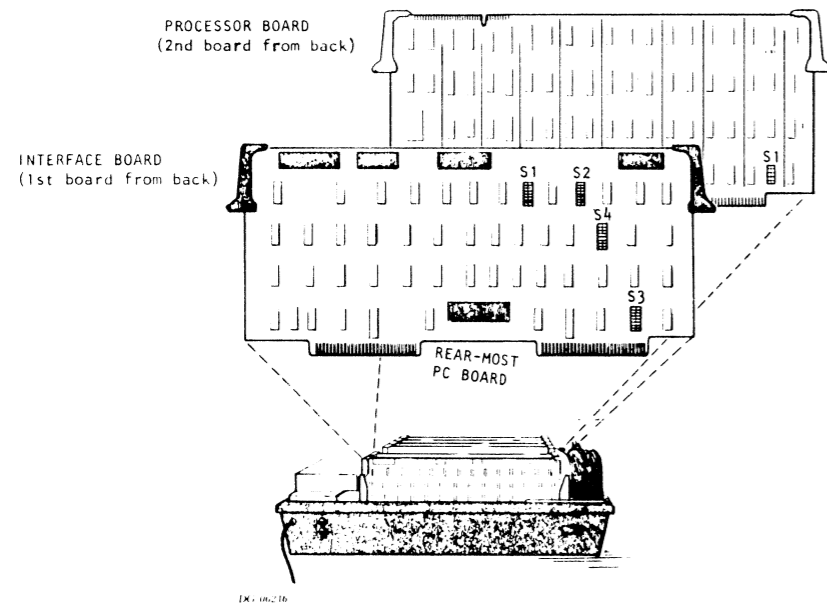 PROCESSOR BOARD
(2nd board from back)
INTERFACE BOARD
(1st board from back)
S1
S1
S2
S4
S3
REAR-MOST
PC BOARD